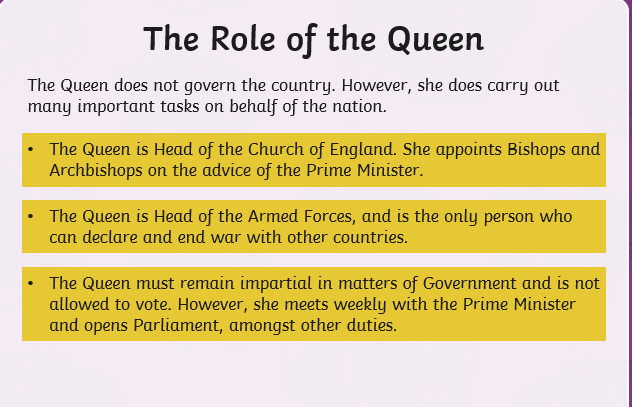 The Role of the Queen
The Queen does not govern the country. However, she does carry out
many important tasks on behalf of the nation.
• The Queen is Head of the Church of England. She appoints Bishops and
Archbishops on the advice of the Prime Minister.
• The Queen is Head of the Armed Forces, and is the only person who
can declare and end war with other countries.
• The Queen must remain impartial in matters of Government and is not
allowed to vote. However, she meets weekly with the Prime Minister
and opens Parliament, amongst other duties.